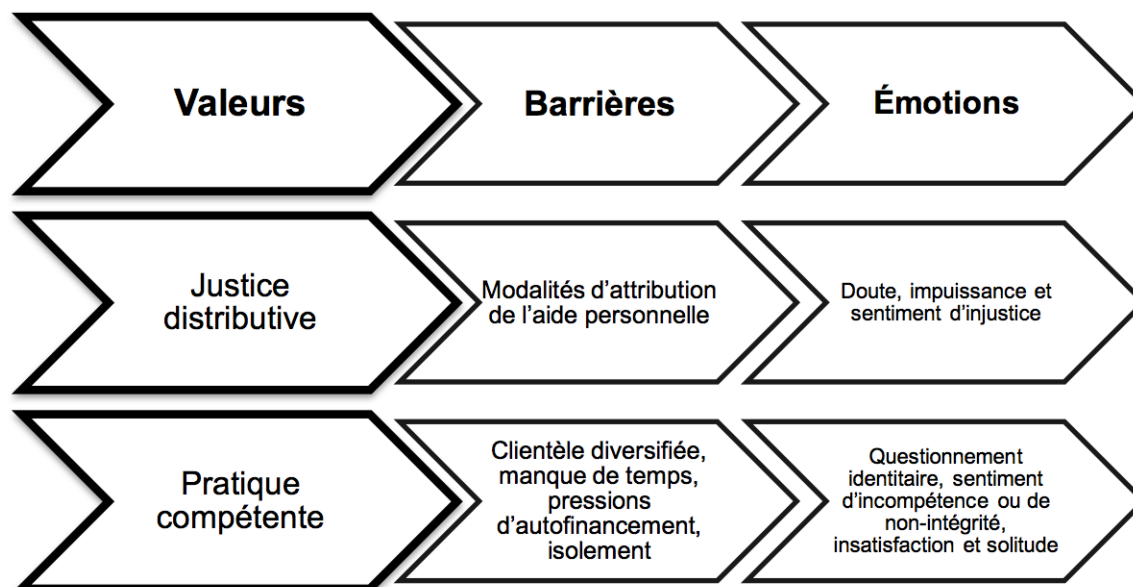 Valeurs
Barrières
Émotions
Justice
distributive
Modalités d'attribution
de l'aide personnelle
Doute, impuissance et
sentiment d'injustice
Pratique
compétente
Clientèle diversifiée,
manque de temps,
pressions
d'autofinancement,
isolement
Questionnement
identitaire, sentiment
d'incompétence ou de
non-intégrité,
insatisfaction et solitude